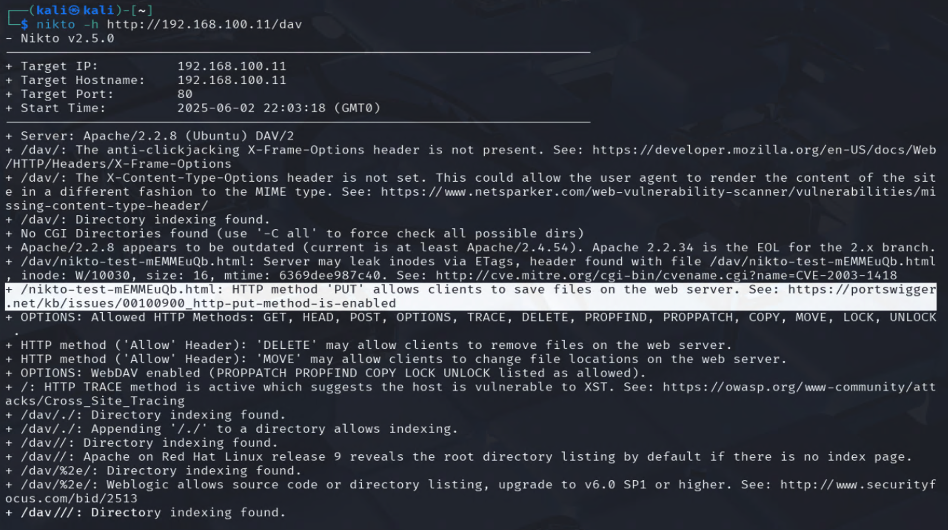 ┌──(kali㉿kali)-[~]
└─$ nikto -h http://192.168.100.11/dav
- Nikto v2.5.0
---------------------------------------------------------------------------
+ Target IP:          192.168.100.11
+ Target Hostname:    192.168.100.11
+ Target Port:        80
+ Start Time:         2025-06-02 22:03:18 (GMT0)
---------------------------------------------------------------------------
+ Server: Apache/2.2.8 (Ubuntu) DAV/2
+ /dav/: The anti-clickjacking X-Frame-Options header is not present. See: https://developer.mozilla.org/en-US/docs/Web
/HTTP/Headers/X-Frame-Options
+ /dav/: The X-Content-Type-Options header is not set. This could allow the user agent to render the content of the sit
e in a different fashion to the MIME type. See: https://www.netsparker.com/web-vulnerability-scanner/vulnerabilities/mi
ssing-content-type-header/
+ /dav/: Directory indexing found.
+ No CGI Directories found (use '-C all' to force check all possible dirs)
+ Apache/2.2.8 appears to be outdated (current is at least Apache/2.4.54). Apache 2.2.34 is the EOL for the 2.x branch.
+ /dav/nikto-test-mEMMEuQb.html: Server may leak inodes via ETags, header found with file /dav/nikto-test-mEMMEuQb.html
, inode: W/10030, size: 16, mtime: 6369dee987c40. See: http://cve.mitre.org/cgi-bin/cvename.cgi?name=CVE-2003-1418
+ /nikto-test-mEMMEuQb.html: HTTP method 'PUT' allows clients to save files on the web server. See: https://portswigger
.net/kb/issues/00100900_http-put-method-is-enabled
+ OPTIONS: Allowed HTTP Methods: GET, HEAD, POST, OPTIONS, TRACE, DELETE, PROPFIND, PROPPATCH, COPY, MOVE, LOCK, UNLOCK
 .
+ HTTP method ('Allow' Header): 'DELETE' may allow clients to remove files on the web server.
+ HTTP method ('Allow' Header): 'MOVE' may allow clients to change file locations on the web server.
+ OPTIONS: WebDAV enabled (PROPPATCH PROPFIND COPY LOCK UNLOCK listed as allowed).
+ /: HTTP TRACE method is active which suggests the host is vulnerable to XST. See: https://owasp.org/www-community/att
acks/Cross_Site_Tracing
+ /dav/./: Directory indexing found.
+ /dav/./: Appending '/./' to a directory allows indexing.
+ /dav//: Directory indexing found.
+ /dav//: Apache on Red Hat Linux release 9 reveals the root directory listing by default if there is no index page.
+ /dav/%2e/: Directory indexing found.
+ /dav/%2e/: Weblogic allows source code or directory listing, upgrade to v6.0 SP1 or higher. See: http://www.securityf
ocus.com/bid/2513
+ /dav///: Directory indexing found.